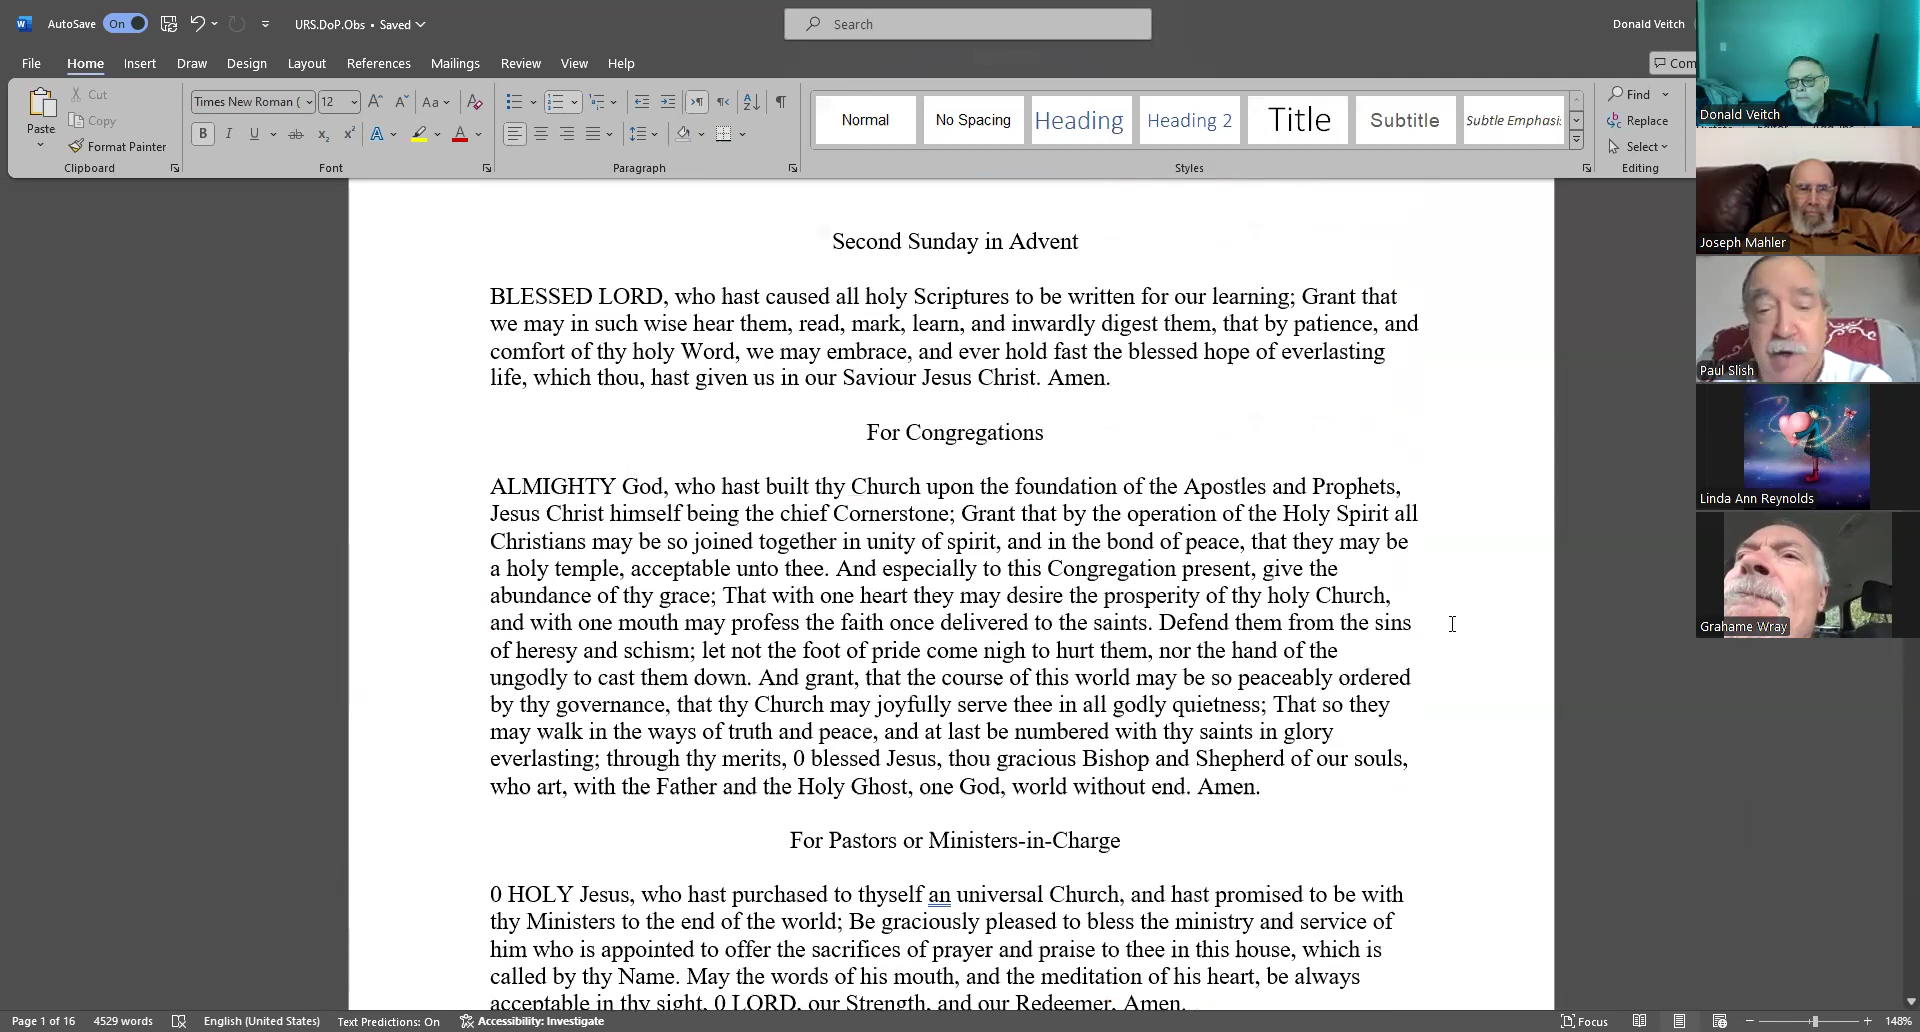 AutoSave On URS.DoP.Obs • Saved Search Donald Veitch
File Home Insert Draw Design Layout References Mailings Review View Help Com
Paste Cut Copy Format Painter
Clipboard
Times New Roman ( 12
Font
Paragraph
Normal No Spacing Heading Heading 2 Title Subtitle Subtle Emphasi
Styles
Find
Replace
Select
Editing
Second Sunday in Advent
BLESSED LORD, who hast caused all holy Scriptures to be written for our learning; Grant that
we may in such wise hear them, read, mark, learn, and inwardly digest them, that by patience, and
comfort of thy holy Word, we may embrace, and ever hold fast the blessed hope of everlasting
life, which thou, hast given us in our Saviour Jesus Christ. Amen.
For Congregations
ALMIGHTY God, who hast built thy Church upon the foundation of the Apostles and Prophets,
Jesus Christ himself being the chief Cornerstone; Grant that by the operation of the Holy Spirit all
Christians may be so joined together in unity of spirit, and in the bond of peace, that they may be
a holy temple, acceptable unto thee. And especially to this Congregation present, give the
abundance of thy grace; That with one heart they may desire the prosperity of thy holy Church,
and with one mouth may profess the faith once delivered to the saints. Defend them from the sins
of heresy and schism; let not the foot of pride come nigh to hurt them, nor the hand of the
ungodly to cast them down. And grant, that the course of this world may be so peaceably ordered
by thy governance, that thy Church may joyfully serve thee in all godly quietness; That so they
may walk in the ways of truth and peace, and at last be numbered with thy saints in glory
everlasting; through thy merits, 0 blessed Jesus, thou gracious Bishop and Shepherd of our souls,
who art, with the Father and the Holy Ghost, one God, world without end. Amen.
For Pastors or Ministers-in-Charge
0 HOLY Jesus, who hast purchased to thyself an universal Church, and hast promised to be with
thy Ministers to the end of the world; Be graciously pleased to bless the ministry and service of
him who is appointed to offer the sacrifices of prayer and praise to thee in this house, which is
called by thy Name. May the words of his mouth, and the meditation of his heart, be always
acceptable in thy sight, 0 LORD, our Strength, and our Redeemer. Amen.
Donald Veitch
Joseph Mahler
Paul Slish
Linda Ann Reynolds
Grahame Wray
Page 1 of 16 4529 words English (United States) Text Predictions: On Accessibility: Investigate Focus 148%